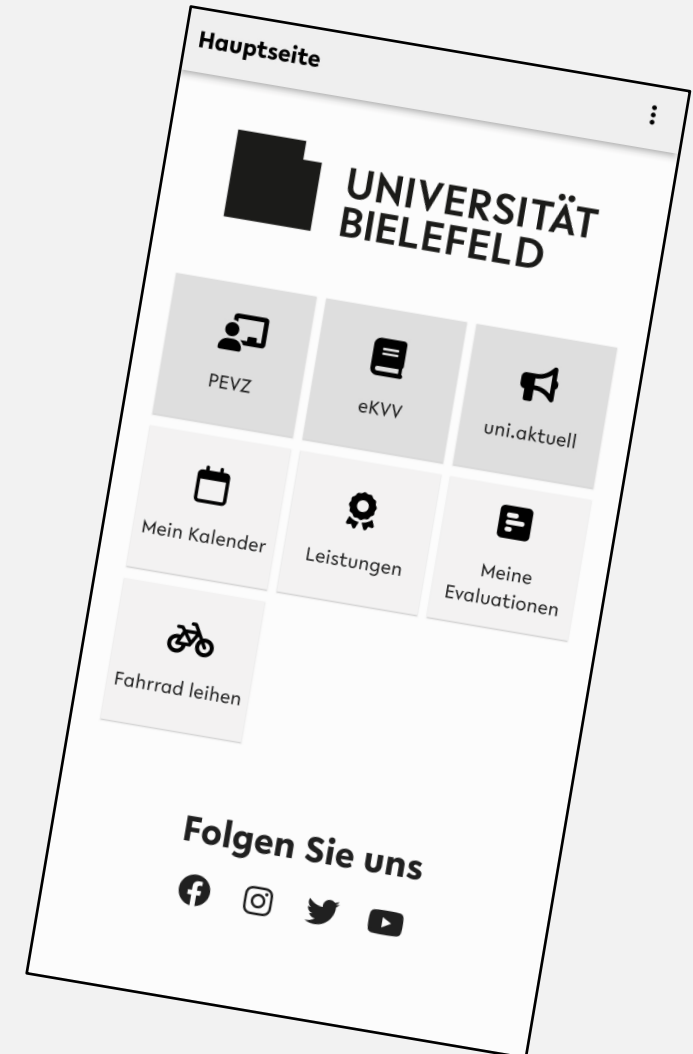 Hauptseite
UNIVERSITÄT
BIELEFELD
PEVZ
eKVV
uni.aktuell
Mein Kalender
Leistungen
Meine
Evaluationen
Fahrrad leihen
Folgen Sie uns